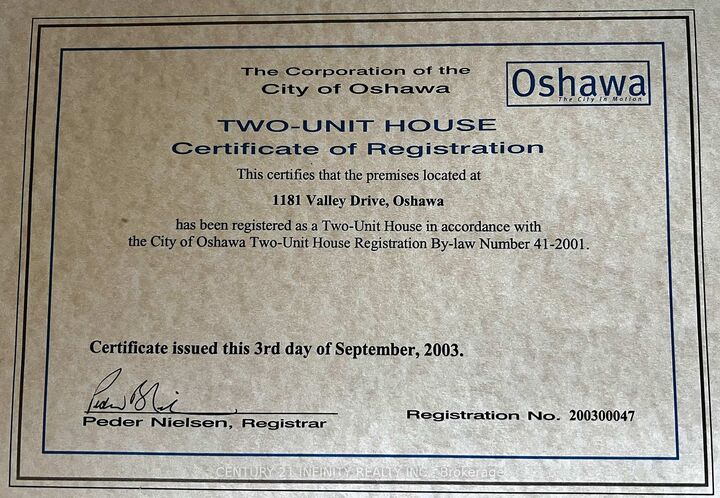 The Corporation of the
City of Oshawa
Oshawa
The City In Motion
TWO-UNIT HOUSE
Certificate of Registration
This certifies that the premises located at
1181 Valley Drive, Oshawa
has been registered as a Two-Unit House in accordance with
the City of Oshawa Two-Unit House Registration By-law Number 41-2001.
Certificate issued this 3rd day of September, 2003.
Peder Nielsen, Registrar
Registration No. 200300047
CENTURY 21 INFINITY REALTY INC., Brokerage